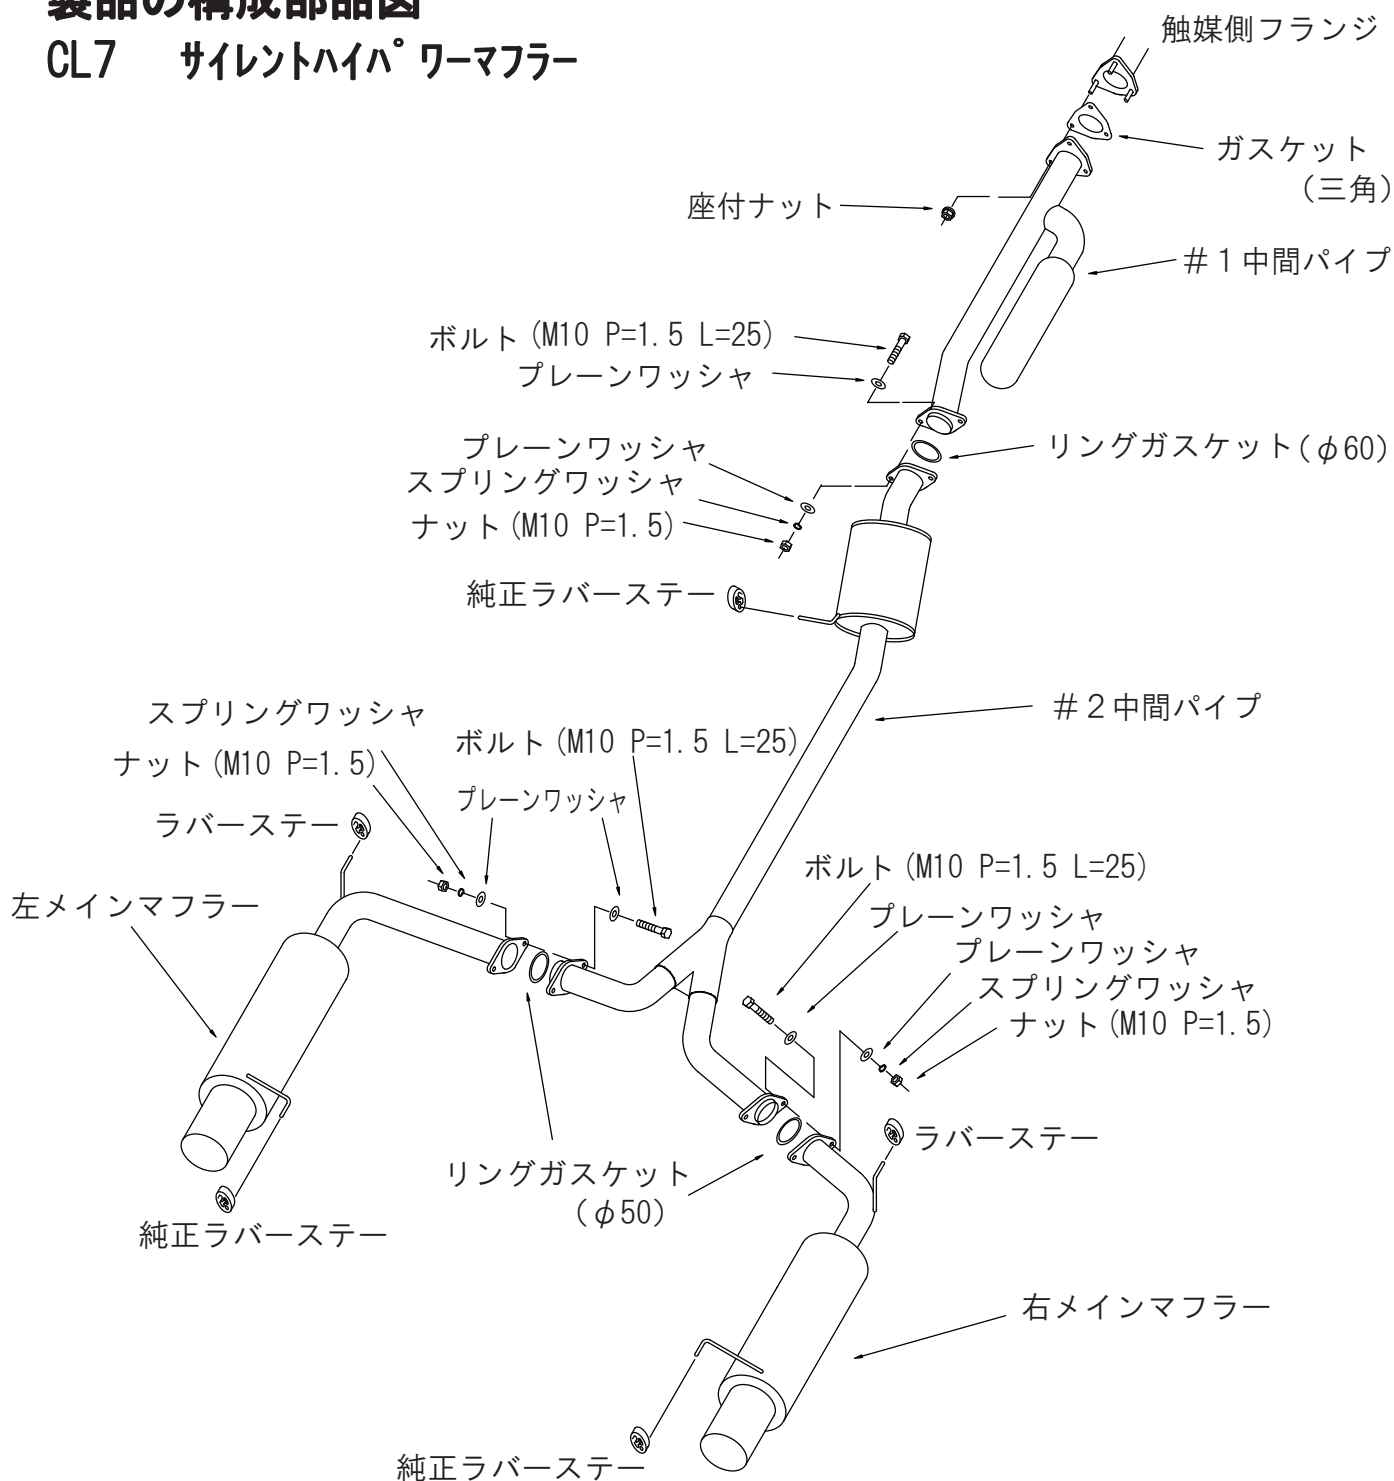 製品の構成部品図
CL7 サイレントハイパワーマフラー
触媒側フランジ
ガスケット
(三角)
座付ナット
#1中間パイプ
ボルト(M10 P=1.5 L=25)
プレーンワッシャ
プレーンワッシャ
リングガスケット(φ60)
スプリングワッシャ
ナット(M10 P=1.5)
純正ラバーステー
#2中間パイプ
スプリングワッシャ
ナット(M10 P=1.5)
ボルト(M10 P=1.5 L=25)
プレーンワッシャ
ラバーステー
左メインマフラー
ボルト(M10 P=1.5 L=25)
プレーンワッシャ
プレーンワッシャ
スプリングワッシャ
ナット(M10 P=1.5)
ラバーステー
リングガスケット
(φ50)
純正ラバーステー
右メインマフラー
純正ラバーステー